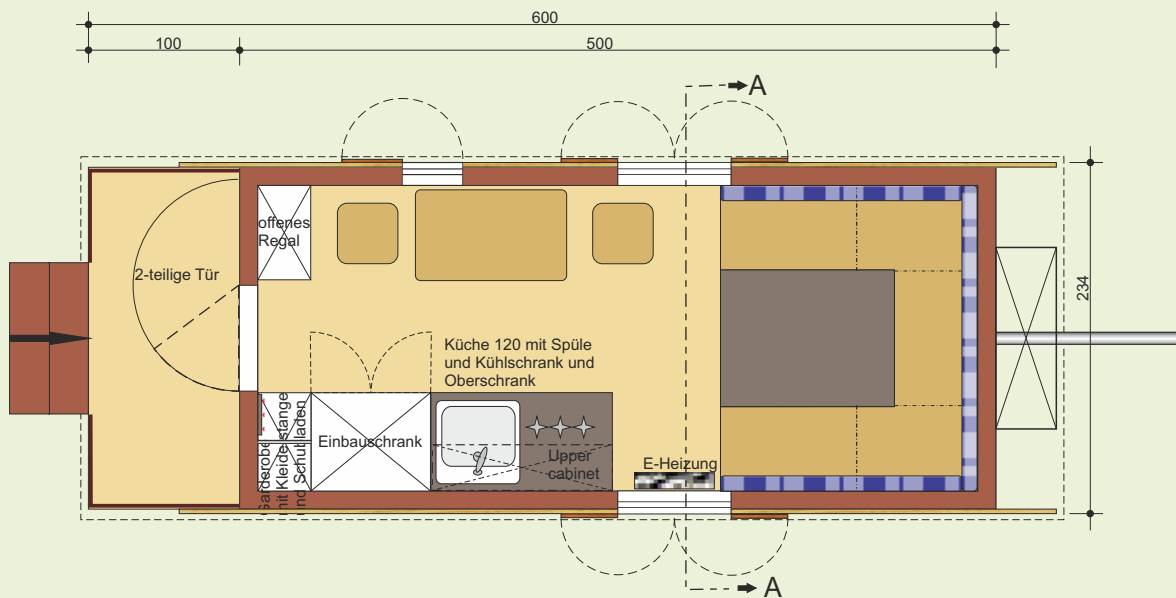 600
100
500
A
offenes
Regal
2-teilige Tür
234
Küche 120 mit Spüle
und Kühlschrank und
Oberschrank
Garderobe
mit Kleiderstange
und Schubladen
Einbauschrank
Upper
cabinet
E-Heizung
A